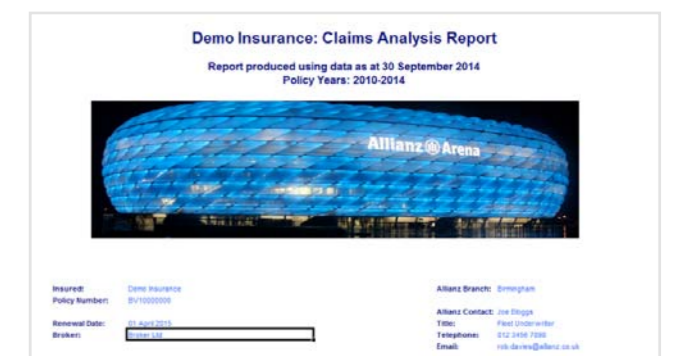 Demo Insurance: Claims Analysis Report
Report produced using data as at 30 September 2014
Policy Years: 2010-2014
Allianz Arena
Insured: Demo Insurance
Policy Number:
Renewal Date: 01 April 2015
Broker: Broker Ltd
Allianz Branch: Birmingham
Allianz Contact: Joe Bloggs
Title: Fleet Underwriter
Telephone: 012 3456 7890
Email: rob.davies@allianz.co.uk